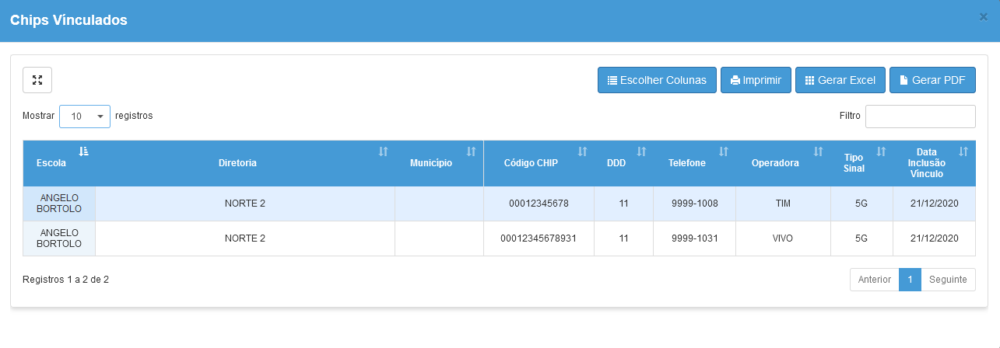 Chips Vínculados
×
Escolher Colunas Imprimir Gerar Excel Gerar PDF
Mostrar 10 registros Filtro
Escola Diretoria Município Código CHIP DDD Telefone Operadora Tipo Sinal Data Inclusão Vínculo
ANGELO BORTOLO NORTE 2 00012345678 11 9999-1008 TIM 5G 21/12/2020
ANGELO BORTOLO NORTE 2 00012345678931 11 9999-1031 VIVO 5G 21/12/2020
Registros 1 a 2 de 2 Anterior 1 Seguinte